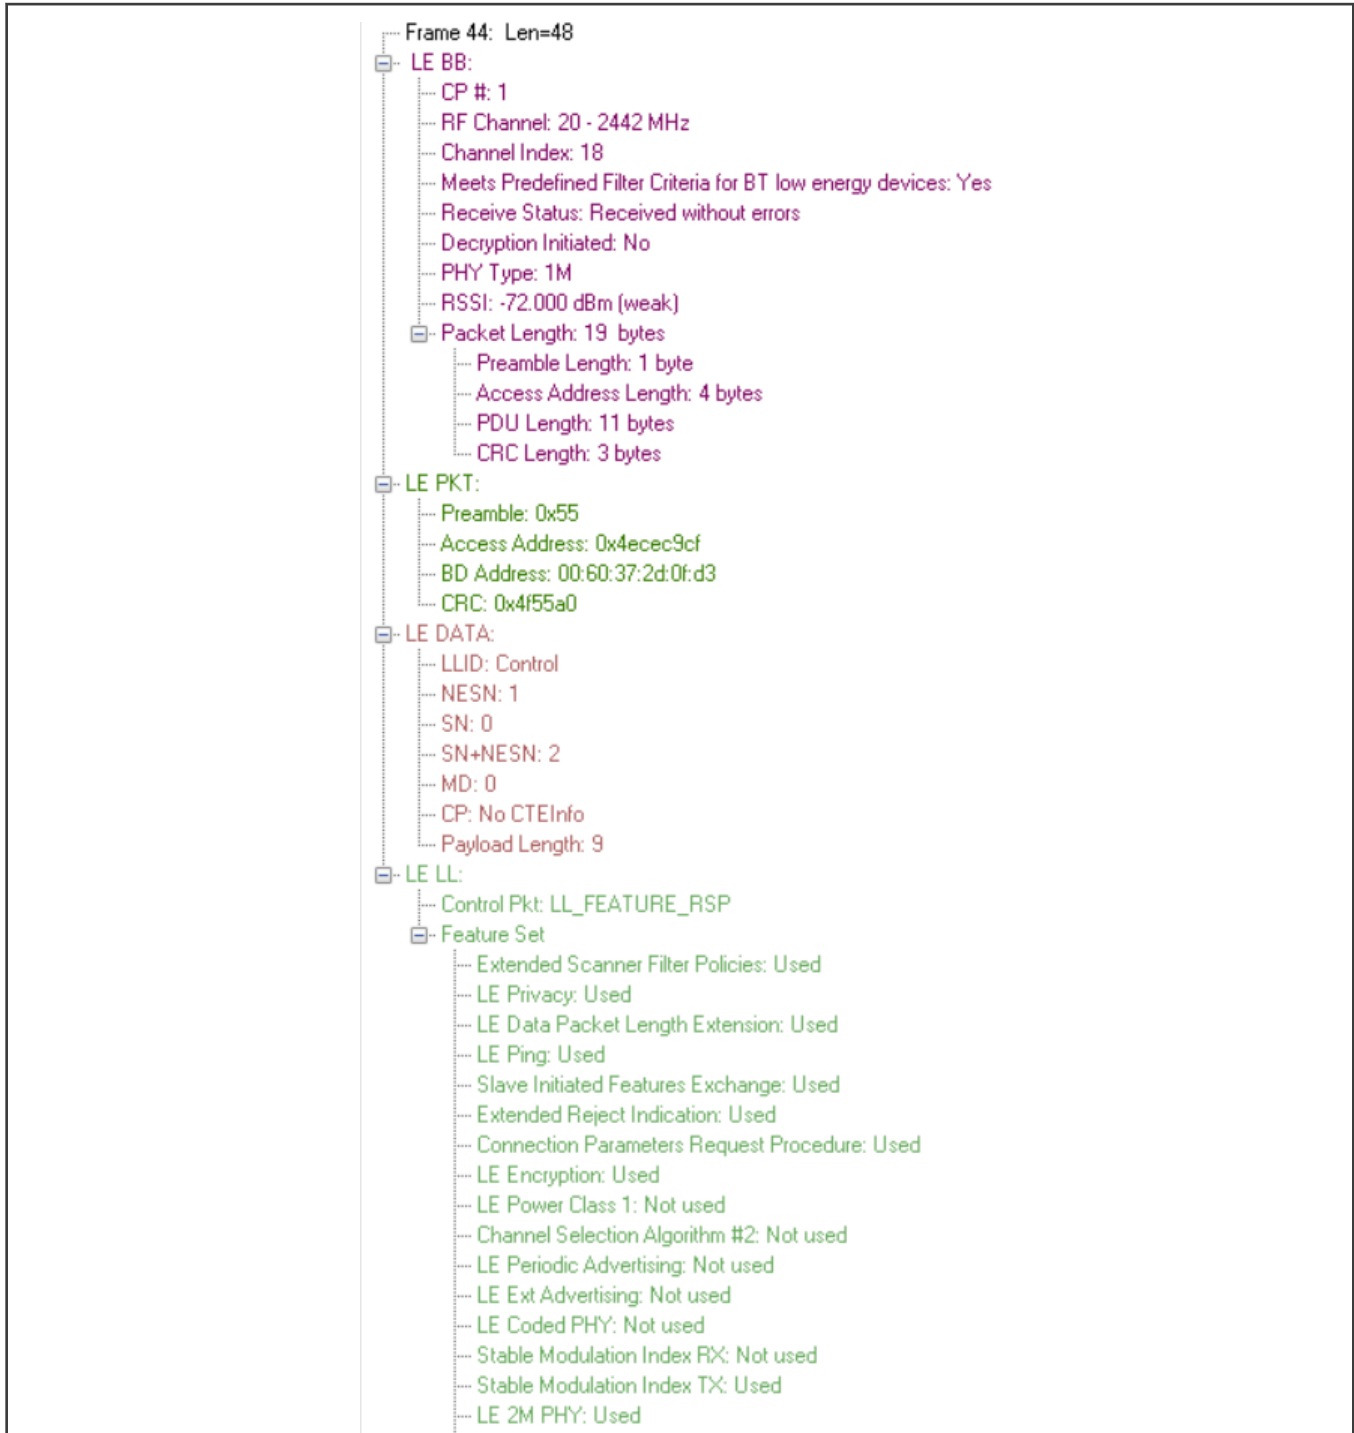 Frame 44: Len=48
LE BB:
CP #: 1
RF Channel: 20 - 2442 MHz
Channel Index: 18
Meets Predefined Filter Criteria for BT low energy devices: Yes
Receive Status: Received without errors
Decryption Initiated: No
PHY Type: 1M
RSSI: -72.000 dBm (weak)
Packet Length: 19 bytes
Preamble Length: 1 byte
Access Address Length: 4 bytes
PDU Length: 11 bytes
CRC Length: 3 bytes
LE PKT:
Preamble: 0x55
Access Address: 0x4ecec9cf
BD Address: 00:60:37:2d:0f:d3
CRC: 0x4f55a0
LE DATA:
LLID: Control
NESN: 1
SN: 0
SN+NESN: 2
MD: 0
CP: No CTEInfo
Payload Length: 9
LE LL:
Control Pkt: LL_FEATURE_RSP
Feature Set
Extended Scanner Filter Policies: Used
LE Privacy: Used
LE Data Packet Length Extension: Used
LE Ping: Used
Slave Initiated Features Exchange: Used
Extended Reject Indication: Used
Connection Parameters Request Procedure: Used
LE Encryption: Used
LE Power Class 1: Not used
Channel Selection Algorithm #2: Not used
LE Periodic Advertising: Not used
LE Ext Advertising: Not used
LE Coded PHY: Not used
Stable Modulation Index RX: Not used
Stable Modulation Index TX: Used
LE 2M PHY: Used